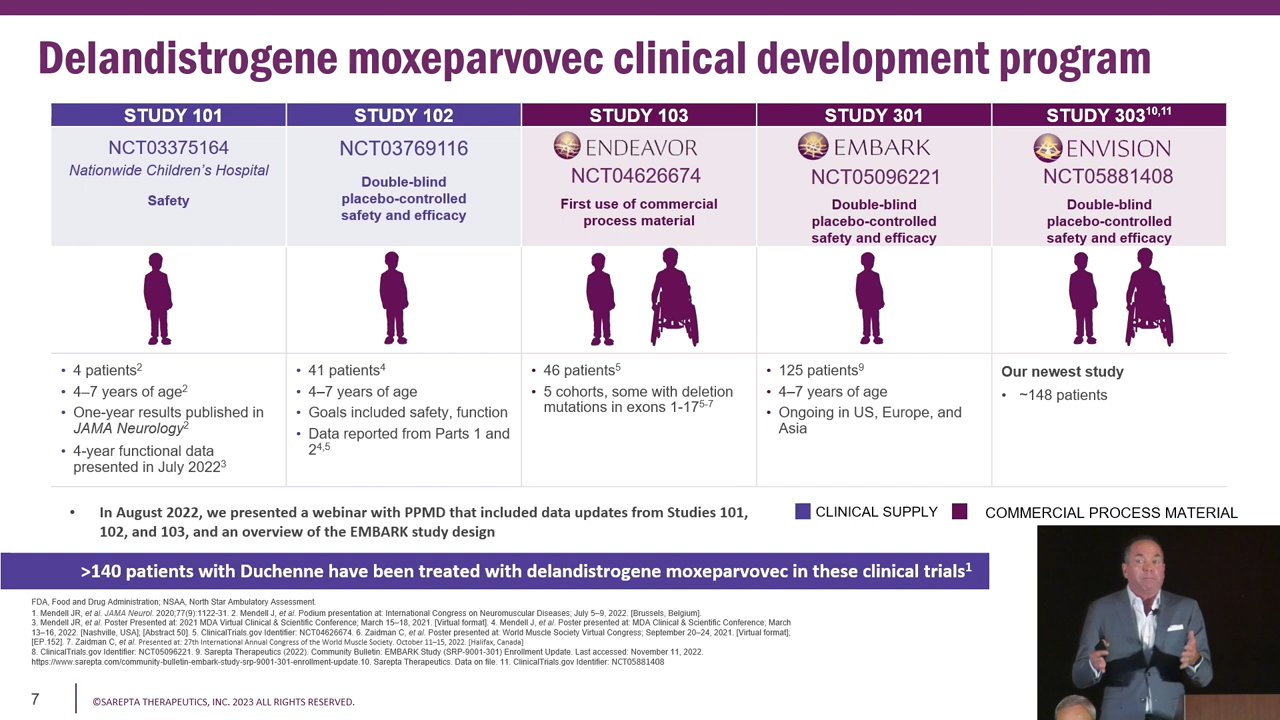 Delandistrogene moxeparvovec clinical development program
STUDY 101
NCT03375164
Nationwide Children's Hospital
Safety
STUDY 102
NCT03769116
Double-blind
placebo-controlled
safety and efficacy
STUDY 103
ENDEAVOR
NCT04626674
First use of commercial
process material
STUDY 301
EMBARK
NCT05096221
Double-blind
placebo-controlled
safety and efficacy
STUDY 30310,11
ENVISION
NCT05881408
Double-blind
placebo-controlled
safety and efficacy
• 4 patients2
• 4–7 years of age2
• One-year results published in
JAMA Neurology2
• 4-year functional data
presented in July 20223
• 41 patients4
• 4–7 years of age
• Goals included safety, function
• Data reported from Parts 1 and
24,5
• 46 patients5
• 5 cohorts, some with deletion
mutations in exons 1-175-7
• 125 patients9
• 4–7 years of age
• Ongoing in US, Europe, and
Asia
Our newest study
• ~148 patients
• In August 2022, we presented a webinar with PPMD that included data updates from Studies 101,
102, and 103, and an overview of the EMBARK study design
CLINICAL SUPPLY
COMMERCIAL PROCESS MATERIAL
>140 patients with Duchenne have been treated with delandistrogene moxeparvovec in these clinical trials1
FDA, Food and Drug Administration; NSAA, North Star Ambulatory Assessment.
1. Mendell JR, et al. JAMA Neurol. 2020;77(9):1122-31. 2. Mendell J, et al. Podium presentation at: International Congress on Neuromuscular Diseases; July 5–9, 2022. [Brussels, Belgium].
3. Mendell JR, et al. Poster Presented at: 2021 MDA Virtual Clinical & Scientific Conference; March 15–18, 2021. [Virtual format]. 4. Mendell J, et al. Poster presented at: MDA Clinical & Scientific Conference; March
13–16, 2022. [Nashville, USA]; [Abstract 50]. 5. ClinicalTrials.gov Identifier: NCT04626674. 6. Zaidman C, et al. Poster presented at: World Muscle Society Virtual Congress; September 20–24, 2021. [Virtual format];
[EP. 152]. 7. Zaidman C, et al. Presented at: 27th International Annual Congress of the World Muscle Society. October 11–15, 2022. [Halifax, Canada]
8. ClinicalTrials.gov Identifier: NCT05096221. 9. Sarepta Therapeutics (2022). Community Bulletin: EMBARK Study (SRP-9001-301) Enrollment Update. Last accessed: November 11, 2022.
https://www.sarepta.com/community-bulletin-embark-study-srp-9001-301-enrollment-update.10. Sarepta Therapeutics. Data on file. 11. ClinicalTrials.gov Identifier: NCT05881408
7
©SAREPTA THERAPEUTICS, INC. 2023 ALL RIGHTS RESERVED.